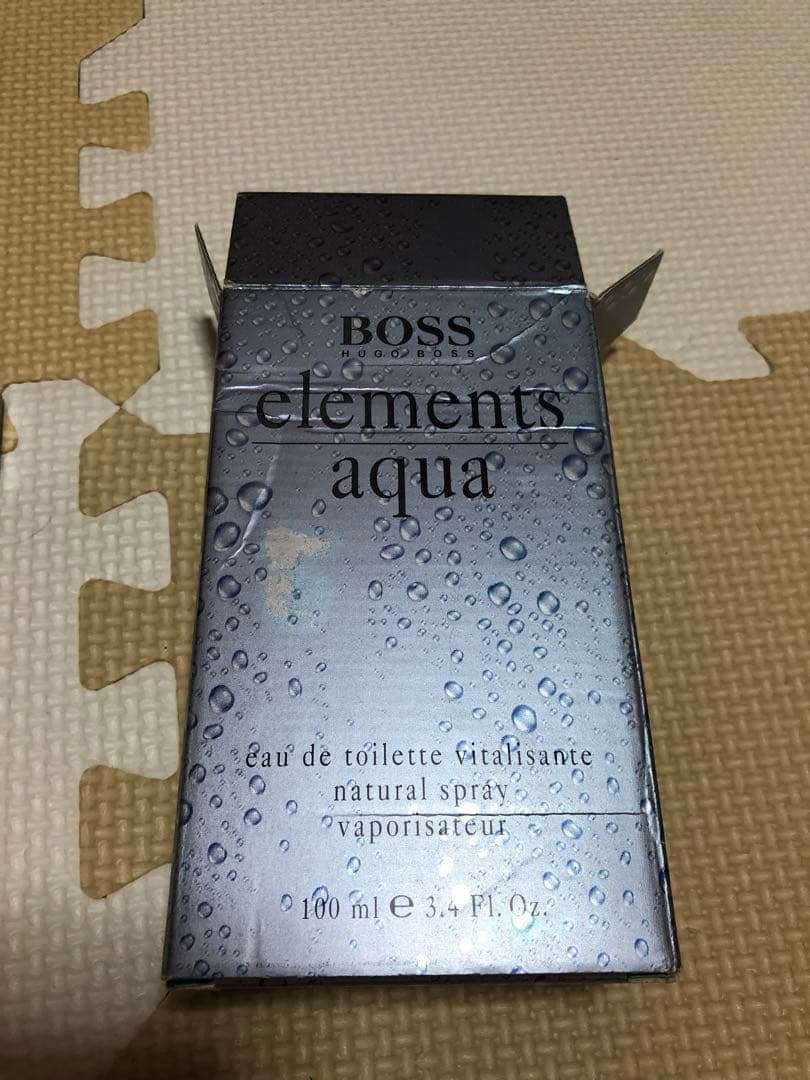 BOSS
HUGO BOSS
elements
aqua
eau de toilette vitalisante
natural spray
vaporisateur
100 ml ℮ 3.4 Fl. Oz.